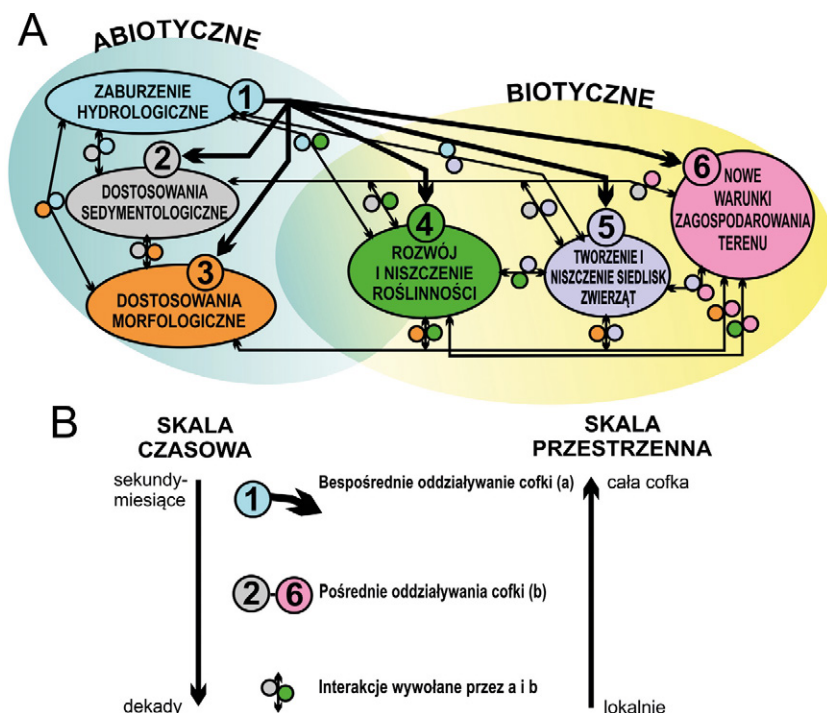 A
ABIOTYCZNE
BIOTYCZNE
1
ZABURZENIE
HYDROLOGICZNE
2
DOSTOSOWANIA
SEDYMENTOLOGICZNE
3
DOSTOSOWANIA
MORFOLOGICZNE
4
ROZWÓJ
I NISZCZENIE
ROŚLINNOŚCI
5
TWORZENIE I
NISZCZENIE SIEDLISK
ZWIERZĄT
6
NOWE
WARUNKI
ZAGOSPODAROWANIA
TERENU
B
SKALA
CZASOWA
sekundy-
miesiące
dekady
1
Bespośrednie oddziaływanie cofki (a)
2-6
Pośrednie oddziaływania cofki (b)
Interakcje wywołane przez a i b
SKALA
PRZESTRZENNA
cała cofka
lokalnie